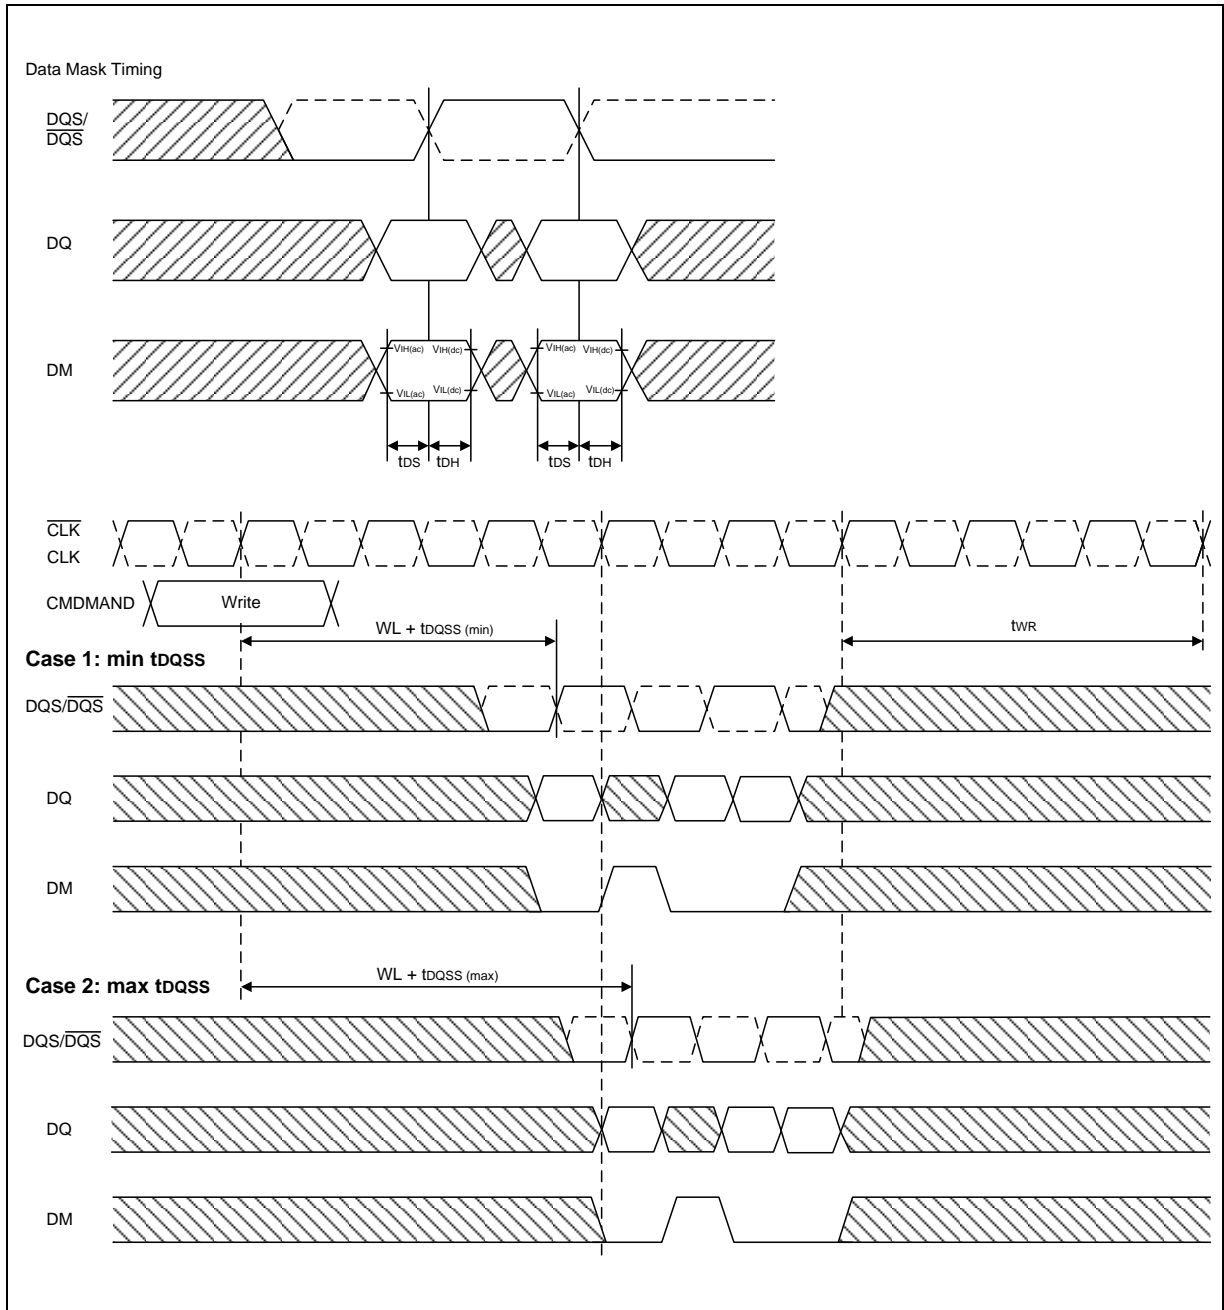 Data Mask Timing
DQS/
DQS
DQ
DM
VIH(ac) VIH(dc) VIH(ac) VIH(dc)
VIL(ac) VIL(dc) VIL(ac) VIL(dc)
tDS tDH tDS tDH
CLK
CLK
CMDMAND Write
WL + tDQSS (min) tWR
Case 1: min tDQSS
DQS/DQS
DQ
DM
WL + tDQSS (max)
Case 2: max tDQSS
DQS/DQS
DQ
DM